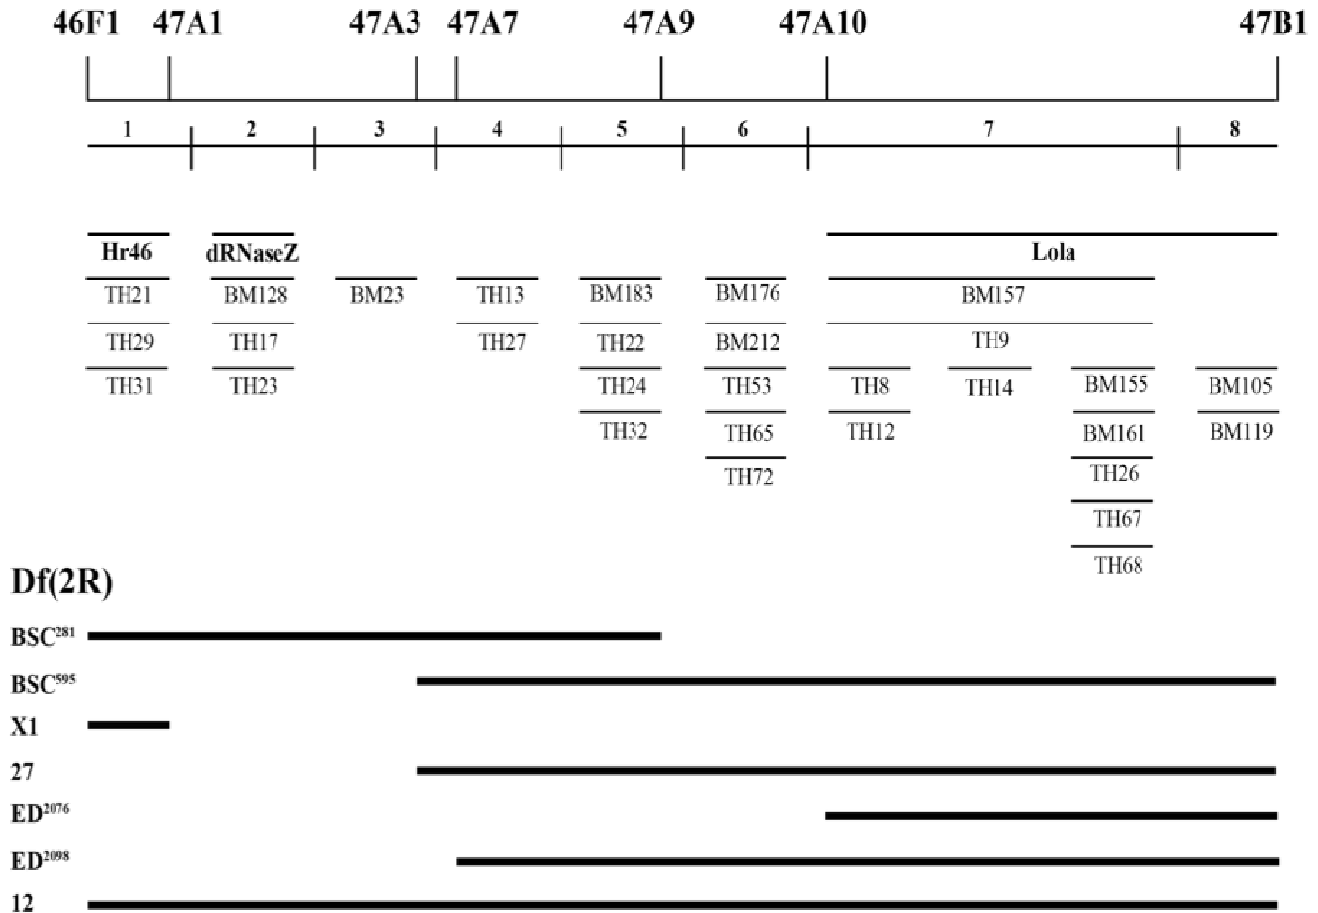 46F1 47A1 47A3 47A7 47A9 47A10 47B1
1 2 3 4 5 6 7 8
Hr46 dRNaseZ Lola
TH21 BM128 BM23 TH13 BM183 BM176 BM157
TH29 TH17 TH27 TH22 BM212 TH9
TH31 TH23 TH24 TH53 TH8 TH14 BM155 BM105
TH32 TH65 TH12 BM161 BM119
TH72 TH26
TH67
TH68
Df(2R)
BSC281
BSC595
X1
27
ED2076
ED2098
12